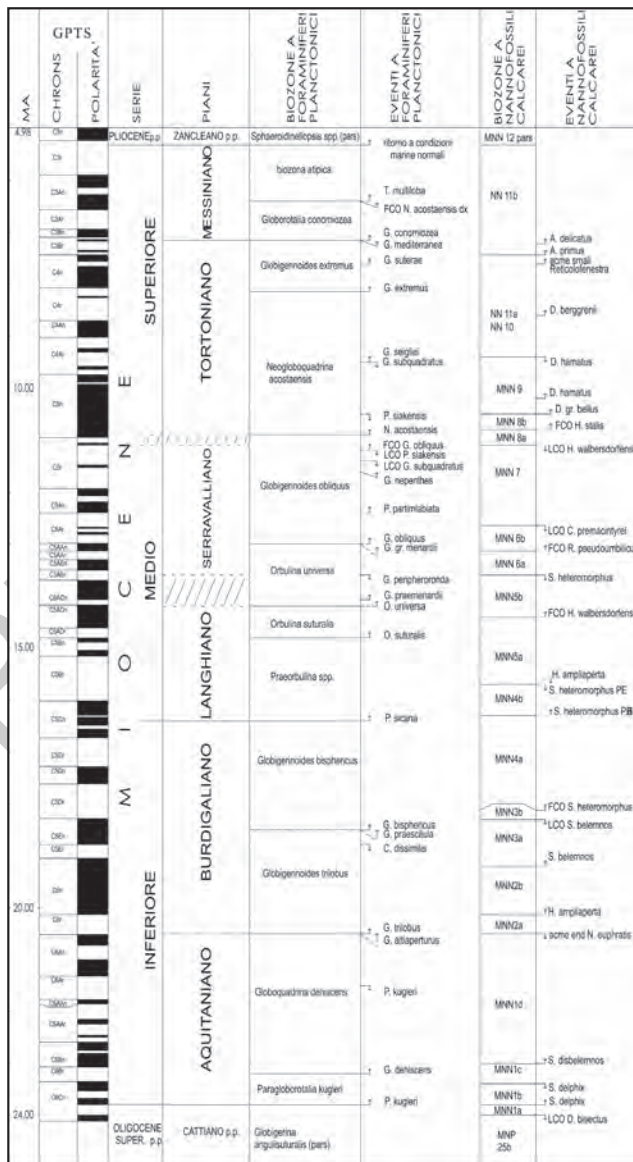 GPTS
MA
CHRONS
POLARITA'
SERIE
PIANI
BIOZONE A
FORAMINIFERI
PLANCTONICI
EVENTI A
FORAMINIFERI
PLANCTONICI
BIOZONE A
NANNOFOSSILI
CALCAREI
EVENTI A
NANNOFOSSILI
CALCAREI
4.98
10.00
15.00
20.00
24.00
PLIOCENE p.p.
MIOCENE
SUPERIORE
MEDIO
INFERIORE
OLIGOCENE
SUPER. p.p.
ZANCLEANO p.p.
MESSINIANO
TORTONIANO
SERRAVALLIANO
LANGHIANO
BURDIGALIANO
AQUITANIANO
CATTIANO p.p.
Sphaeroidinellopsis spp. (pars)
biozona atipica
Globorotalia conomiozea
Globigerinoides extremus
Neogloboquadrina
acostaensis
Globigerinoides obliquus
Orbulina universa
Orbulina suturalis
Praeorbulina spp.
Globigerinoides bisphericus
Globigerinoides trilobus
Globoquadrina dehiscens
Paragloborotalia kugleri
Globigerina
angulisuturalis (pars)
ritorno a condizioni
marine normali
T. multiloba
FCO N. acostaensis dx
G. conomiozea
G. mediterranea
G. suterae
G. extremus
G. seigliei
G. subquadratus
P. siakensis
N. acostaensis
FCO G. obliquus
LCO P. siakensis
LCO G. subquadratus
G. nepenthes
P. partimlabiata
G. obliquus
G. gr. menardii
G. peripheroronda
G. praemenardii
O. universa
O. suturalis
P. sicana
G. bisphericus
G. praescitula
C. dissimilis
G. trilobus
G. altiaperturus
P. kugleri
G. dehiscens
P. kugleri
MNN 12 pars
NN 11b
NN 11a
NN 10
MNN 9
MNN 8b
MNN 8a
MNN 7
MNN 6b
MNN 6a
MNN5b
MNN5a
MNN4b
MNN4a
MNN3b
MNN3a
MNN2b
MNN2a
MNN1d
MNN1c
MNN1b
MNN1a
MNP
25b
A. delicatus
A. primus
acme small
Reticolofenestra
D. berggrenii
D. hamatus
D. hamatus
D. gr. bellus
FCO H. stalis
LCO H. walbersdorfensis
LCO C. premacintyrei
FCO R. pseudoumbilicus
S. heteromorphus
FCO H. walbersdorfensis
H. ampliaperta
S. heteromorphus PE
S. heteromorphus PB
FCO S. heteromorphus
LCO S. belemnos
S. belemnos
H. ampliaperta
acme end N. euphratis
S. disbelemnos
S. delphix
S. delphix
LCO D. bisectus